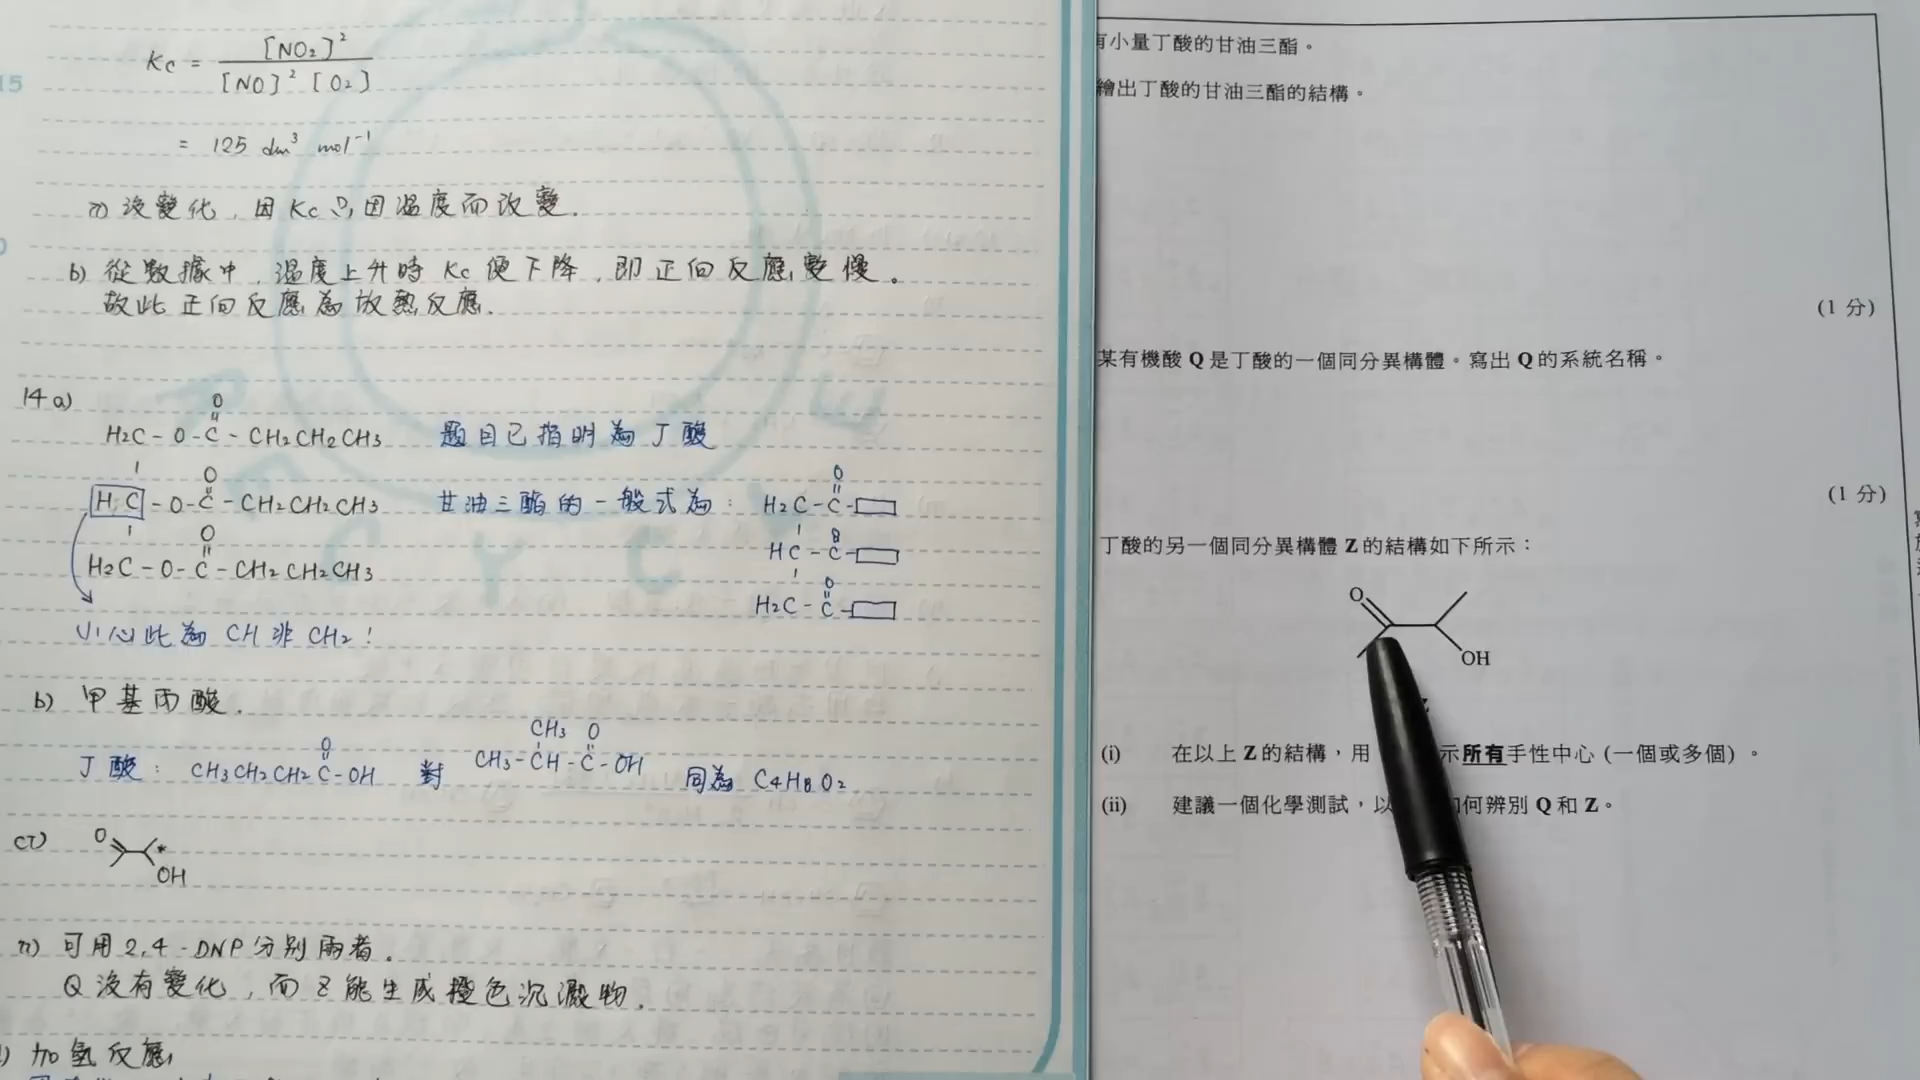 15
Kc = [NO₂]² / [NO]² [O₂]
= 125 dm³ mol⁻¹
沒變化，因 Kc 只因溫度而改變.
b) 從數據中，溫度上升時 Kc 便下降，即正向反應變慢。
故此正向反應為放熱反應.
14 a)
O
H₂C - O - C - CH₂CH₂CH₃ 題目已指明為丁酸
O
H C - O - C - CH₂CH₂CH₃ 甘油三酯的一般式為：
O
H₂C - O - C - CH₂CH₂CH₃
小心此為 CH 非 CH₂！
O
H₂C - C -
O
HC - C -
O
H₂C - C -
b) 甲基丙酸.
CH₃ O
丁酸： CH₃CH₂CH₂C-OH 對 CH₃-CH-C-OH 同為 C₄H₈O₂
O
O
*
OH
可用 2,4-DNP 分別兩者.
Q 沒有變化，而 Z 能生成橙色沉澱物.
加氫反應
有小量丁酸的甘油三酯。
繪出丁酸的甘油三酯的結構。
(1 分)
某有機酸 Q 是丁酸的一個同分異構體。寫出 Q 的系統名稱。
(1 分)
丁酸的另一個同分異構體 Z 的結構如下所示：
O
OH
(i) 在以上 Z 的結構，用 示所有手性中心 (一個或多個) 。
(ii) 建議一個化學測試，以 如何辨別 Q 和 Z。